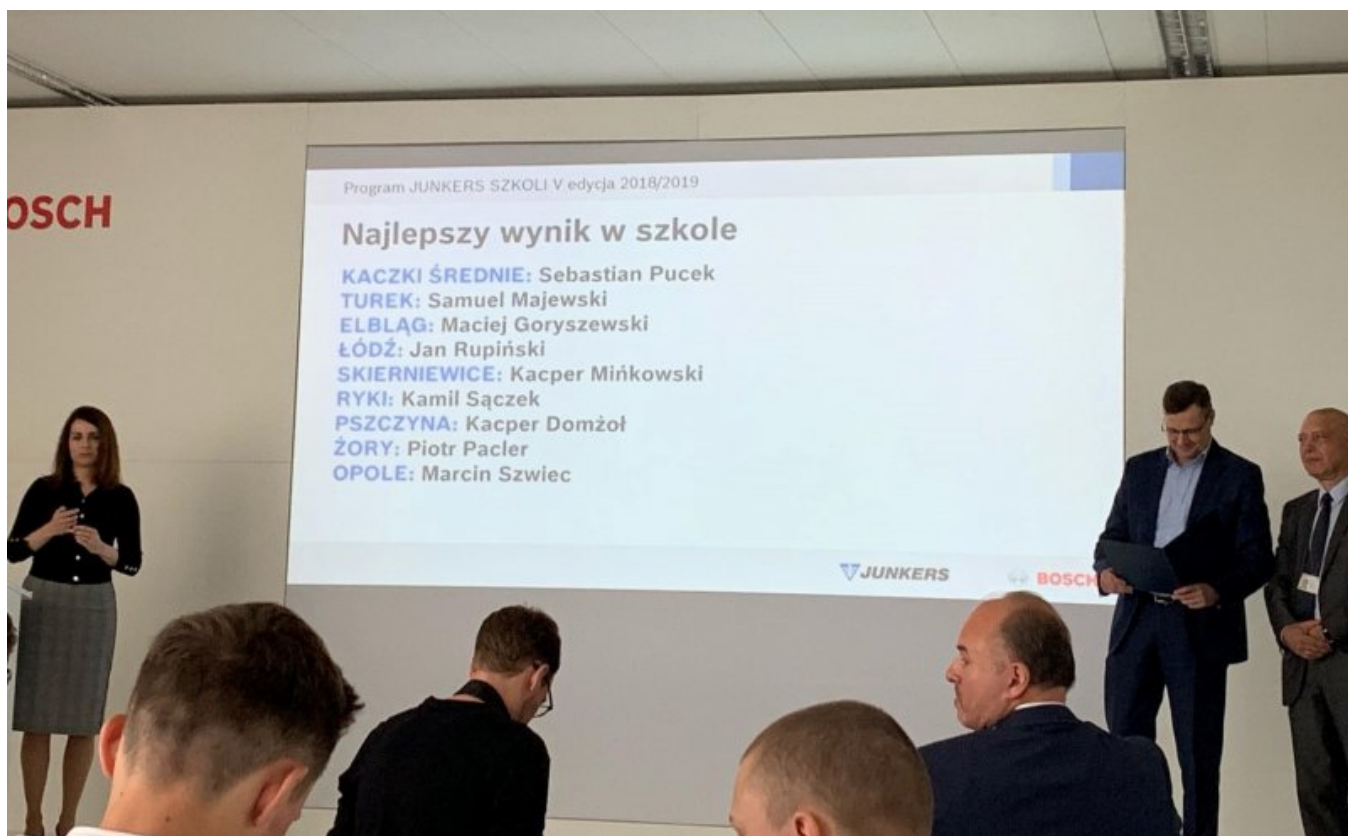 OSCH
Program JUNKERS SZKOLI V edycja 2018/2019
Najlepszy wynik w szkole
KACZKI ŚREDNIE: Sebastian Pucek
TUREK: Samuel Majewski
ELBLĄG: Maciej Goryszewski
ŁÓDŹ: Jan Rupiński
SKIERNIEWICE: Kacper Mińkowski
RYKI: Kamil Sączek
PSZCZYNA: Kacper Domżoł
ŻORY: Piotr Pacler
OPOLE: Marcin Szwiec
JUNKERS
BOSCH